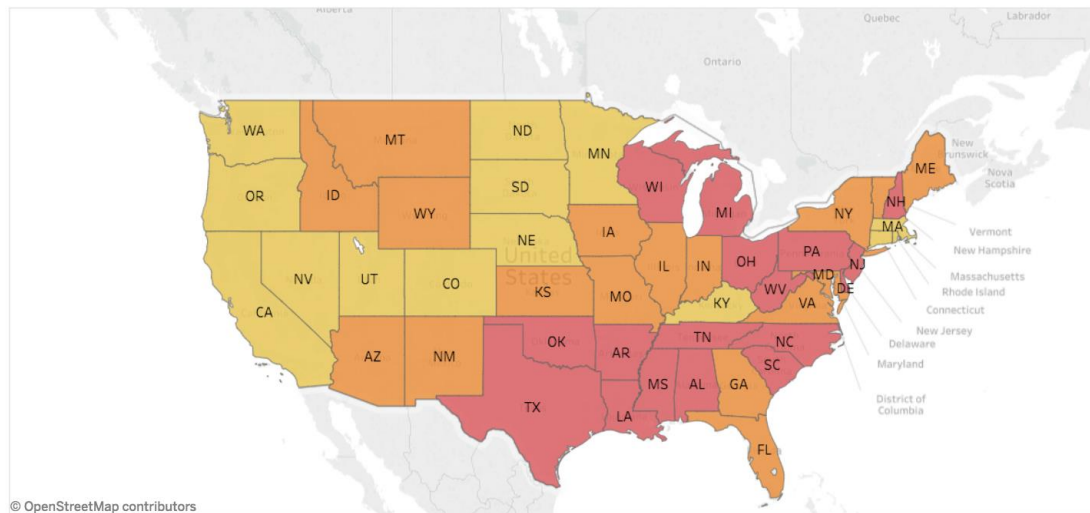 Alberta
Quebec
Labrador
Ontario
WA
MT
ND
MN
OR
ID
SD
WI
MI
WY
NE
IA
NY
ME
NH
MA
New
Brunswick
Nova
Scotia
NV
UT
CO
United
States
KS
IL
IN
OH
PA
NJ
CA
MO
KY
WV
MD
DE
VA
Vermont
New Hampshire
Massachusetts
Rhode Island
Connecticut
New Jersey
Delaware
Maryland
District of
Columbia
AZ
NM
OK
AR
TN
NC
SC
TX
LA
MS
AL
GA
FL
© OpenStreetMap contributors